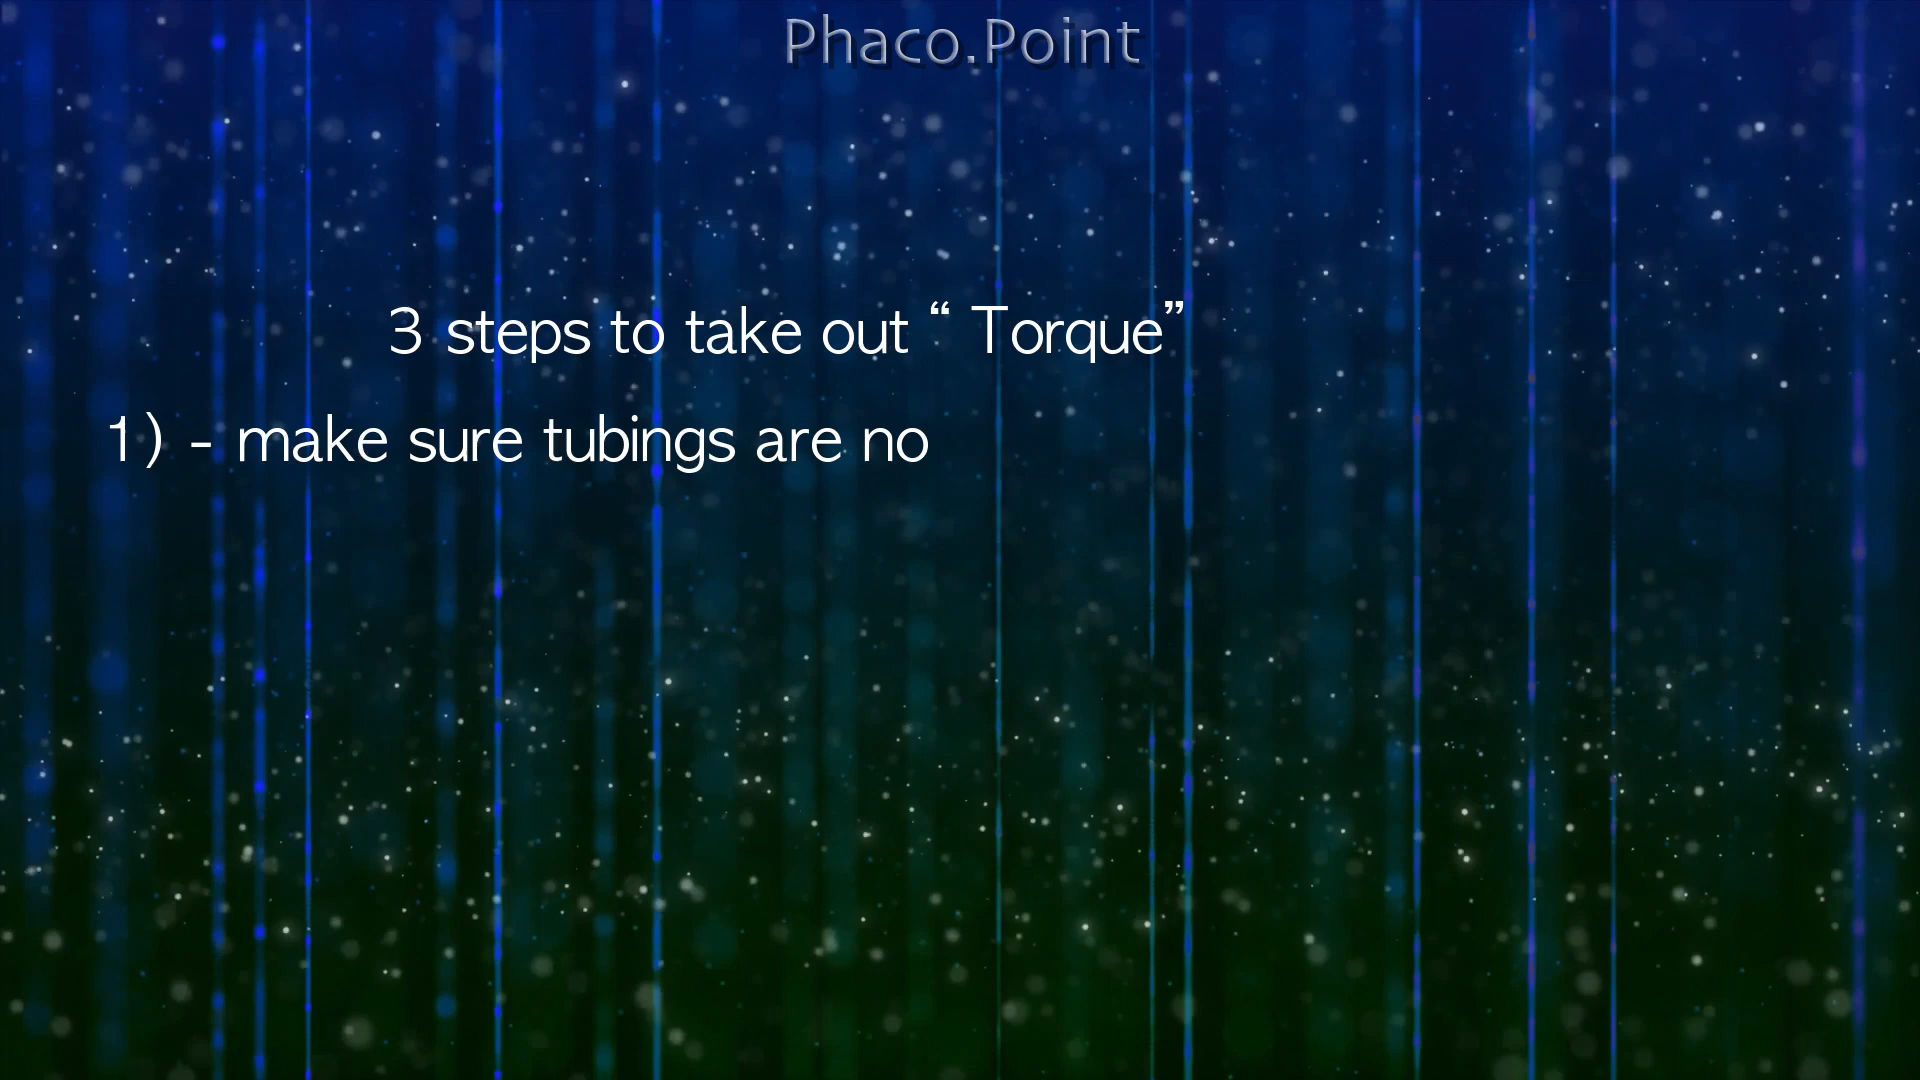 Phaco.Point
3 steps to take out “ Torque”
1) - make sure tubings are no